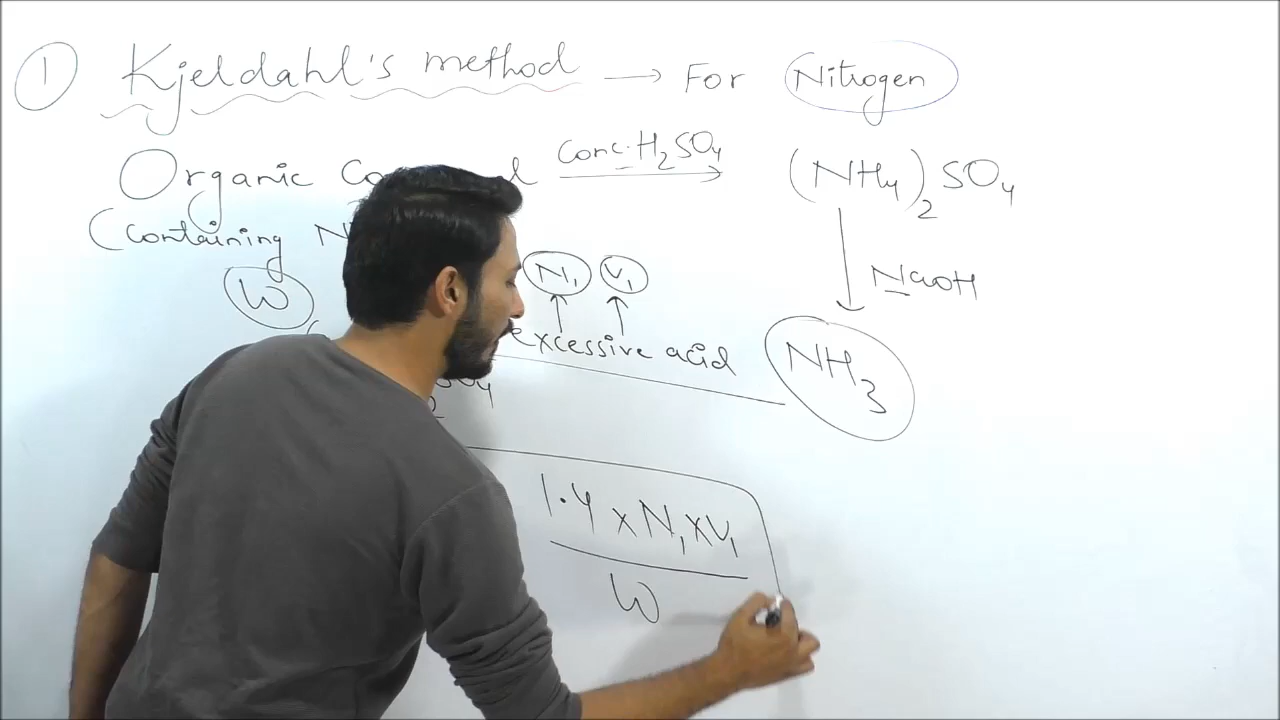 1 Kjeldahl's method → For Nitrogen
Organic Conc. H₂SO₄ → (NH₄)₂SO₄
(containing N
NaOH
W N₁ V₁
excessive acid NH₃
1.4 x N₁ x V₁
W